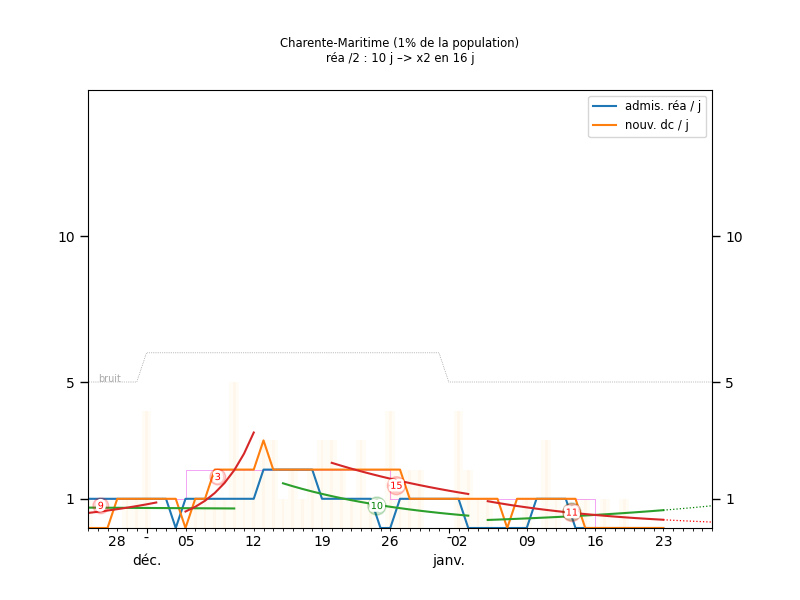 Charente-Maritime (1% de la population)
réa /2 : 10 j –> x2 en 16 j
admis. réa / j
nouv. dc / j
10 10
bruit
5 5
3
15
9
10
11
1 1
28 - 05 12 19 26 -02 09 16 23
déc. janv.